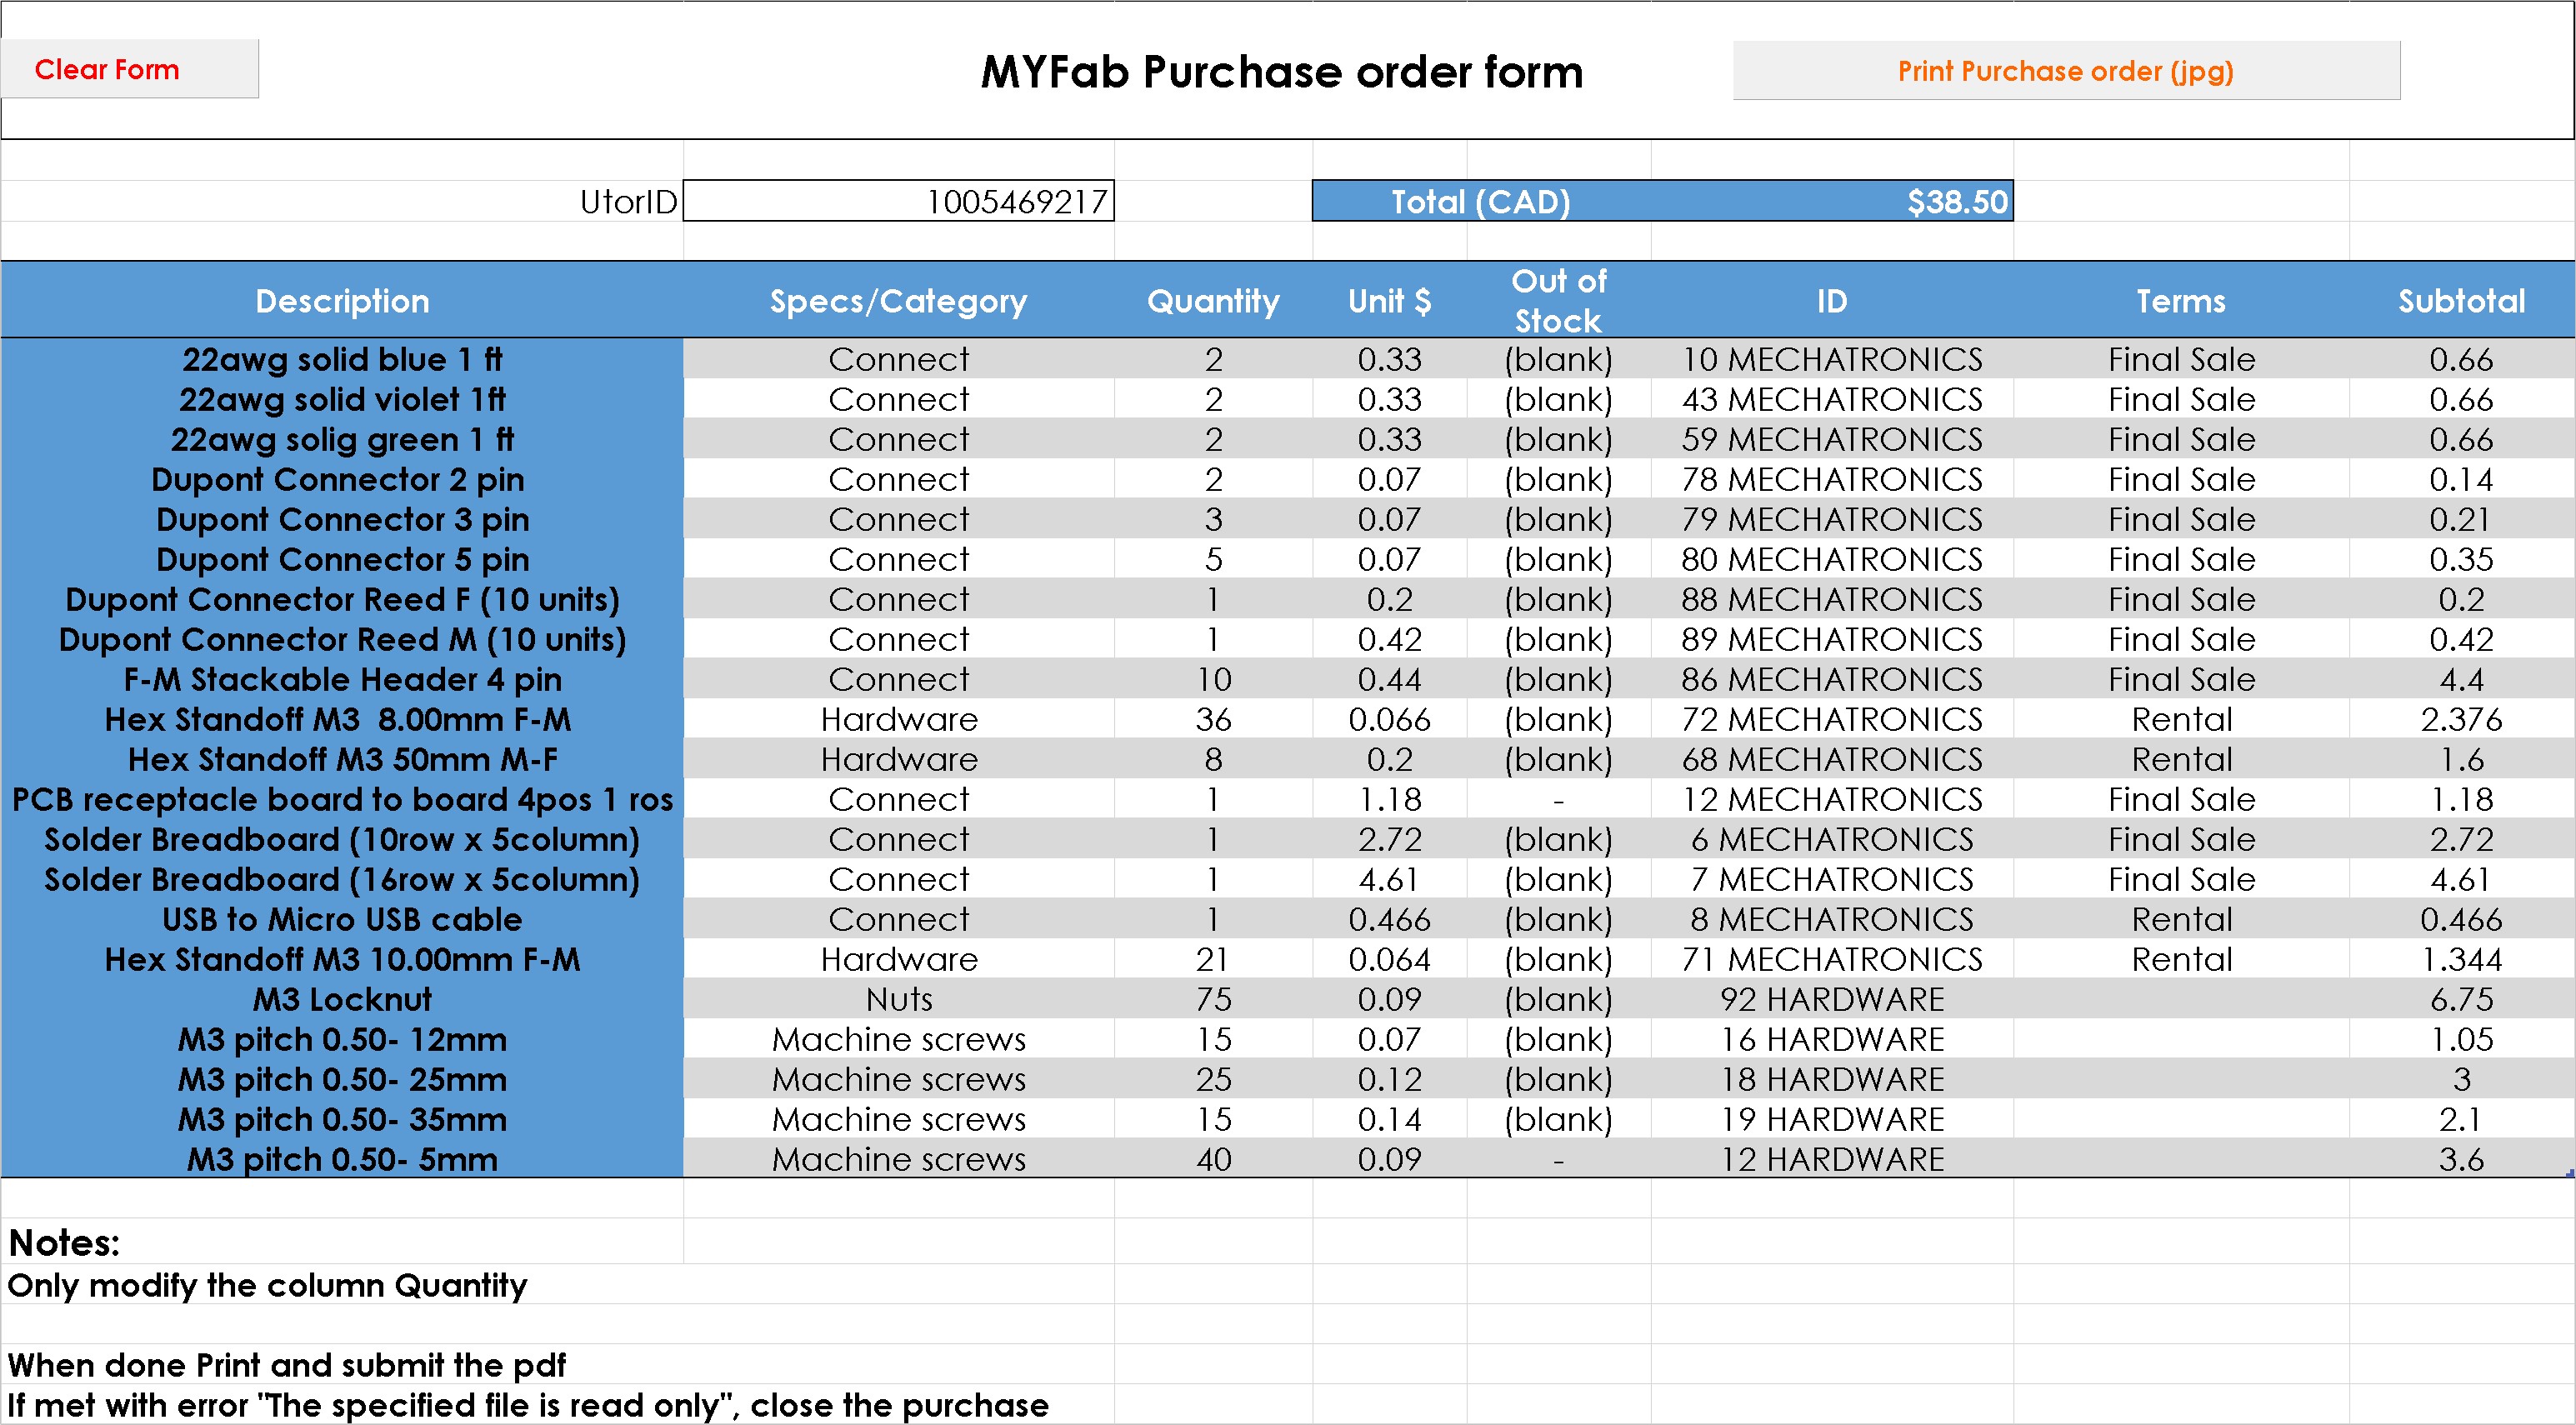 Clear Form
MYFab Purchase order form
Print Purchase order (jpg)
UtorID 1005469217 Total (CAD) $38.50
Description Specs/Category Quantity Unit $ Out of Stock ID Terms Subtotal
22awg solid blue 1 ft Connect 2 0.33 (blank) 10 MECHATRONICS Final Sale 0.66
22awg solid violet 1ft Connect 2 0.33 (blank) 43 MECHATRONICS Final Sale 0.66
22awg solig green 1 ft Connect 2 0.33 (blank) 59 MECHATRONICS Final Sale 0.66
Dupont Connector 2 pin Connect 2 0.07 (blank) 78 MECHATRONICS Final Sale 0.14
Dupont Connector 3 pin Connect 3 0.07 (blank) 79 MECHATRONICS Final Sale 0.21
Dupont Connector 5 pin Connect 5 0.07 (blank) 80 MECHATRONICS Final Sale 0.35
Dupont Connector Reed F (10 units) Connect 1 0.2 (blank) 88 MECHATRONICS Final Sale 0.2
Dupont Connector Reed M (10 units) Connect 1 0.42 (blank) 89 MECHATRONICS Final Sale 0.42
F-M Stackable Header 4 pin Connect 10 0.44 (blank) 86 MECHATRONICS Final Sale 4.4
Hex Standoff M3  8.00mm F-M Hardware 36 0.066 (blank) 72 MECHATRONICS Rental 2.376
Hex Standoff M3 50mm M-F Hardware 8 0.2 (blank) 68 MECHATRONICS Rental 1.6
PCB receptacle board to board 4pos 1 ros Connect 1 1.18 - 12 MECHATRONICS Final Sale 1.18
Solder Breadboard (10row x 5column) Connect 1 2.72 (blank) 6 MECHATRONICS Final Sale 2.72
Solder Breadboard (16row x 5column) Connect 1 4.61 (blank) 7 MECHATRONICS Final Sale 4.61
USB to Micro USB cable Connect 1 0.466 (blank) 8 MECHATRONICS Rental 0.466
Hex Standoff M3 10.00mm F-M Hardware 21 0.064 (blank) 71 MECHATRONICS Rental 1.344
M3 Locknut Nuts 75 0.09 (blank) 92 HARDWARE 6.75
M3 pitch 0.50- 12mm Machine screws 15 0.07 (blank) 16 HARDWARE 1.05
M3 pitch 0.50- 25mm Machine screws 25 0.12 (blank) 18 HARDWARE 3
M3 pitch 0.50- 35mm Machine screws 15 0.14 (blank) 19 HARDWARE 2.1
M3 pitch 0.50- 5mm Machine screws 40 0.09 - 12 HARDWARE 3.6
Notes:
Only modify the column Quantity
When done Print and submit the pdf
If met with error "The specified file is read only", close the purchase